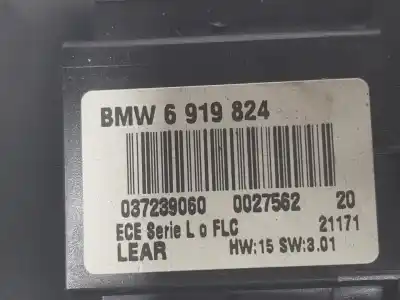 BMW 6 919 824
037239060 0027562 20
ECE Serie L o FLC 21171
LEAR HW:15 SW:3.01